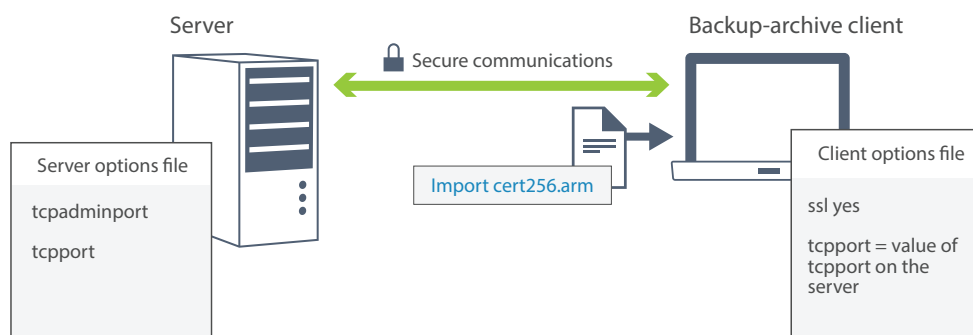 Server
Backup-archive client
Secure communications
Server options file
tcpadminport
tcpport
Import cert256.arm
Client options file
ssl yes
tcpport = value of
tcpport on the
server